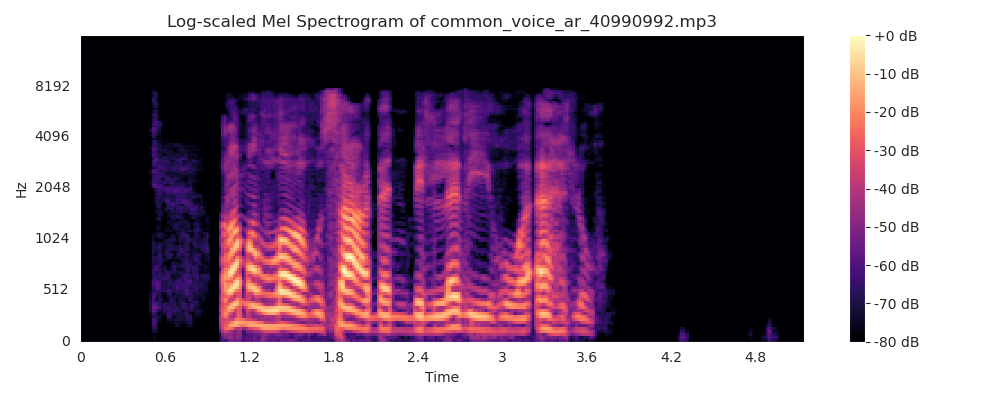 Log-scaled Mel Spectrogram of common_voice_ar_40990992.mp3
8192
4096
2048
1024
512
0
Hz
0 0.6 1.2 1.8 2.4 3 3.6 4.2 4.8
Time
+0 dB
-10 dB
-20 dB
-30 dB
-40 dB
-50 dB
-60 dB
-70 dB
-80 dB